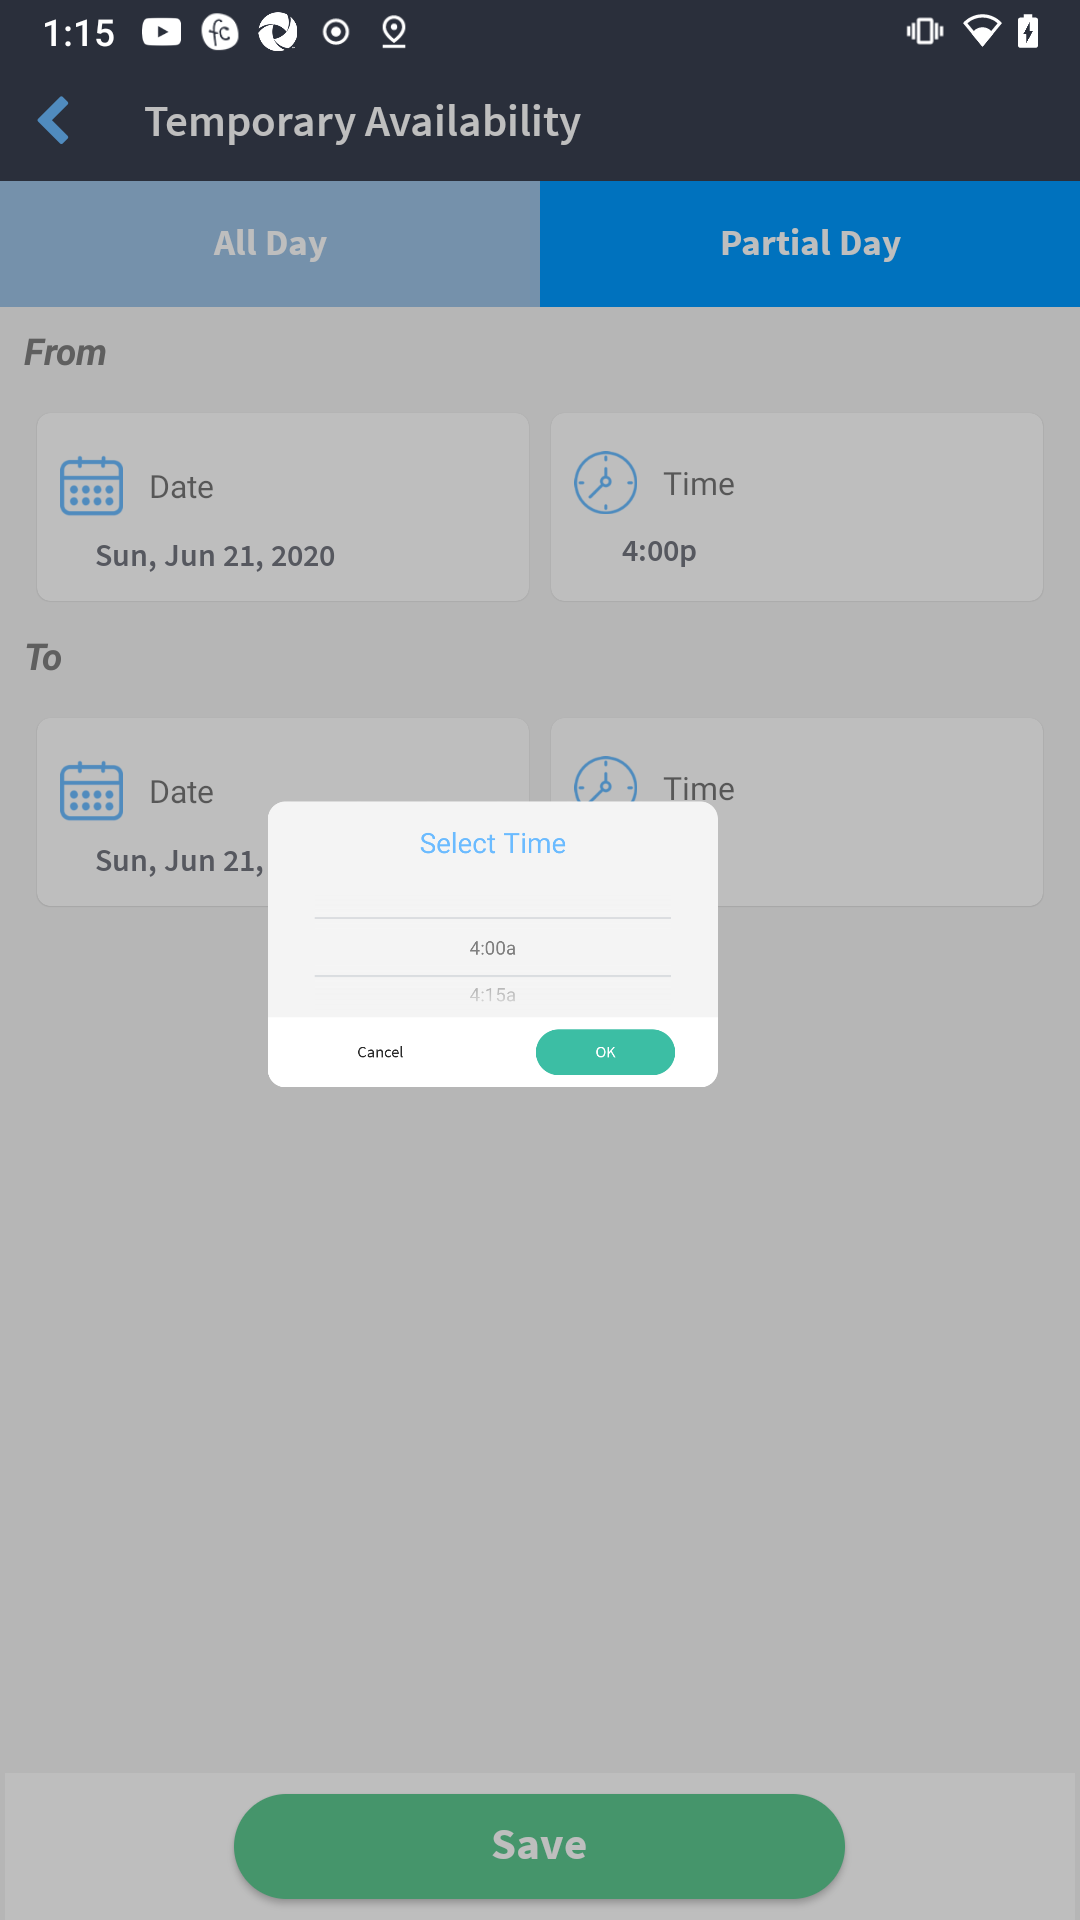 1:15
Temporary Availability
All Day
Partial Day
From
Date
Time
Sun, Jun 21, 2020
4:00p
To
Date
Time
Sun, Jun 21,
Select Time
4:00a
4:15a
Cancel
OK
Save